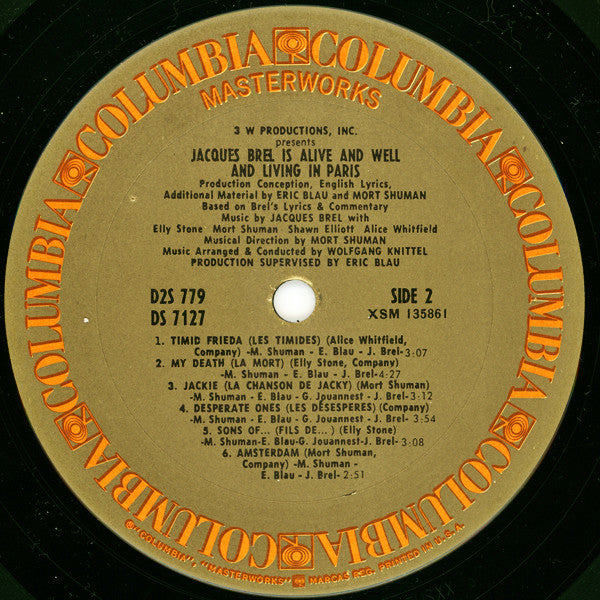 COLUMBIA COLUMBIA COLUMBIA COLUMBIA COLUMBIA COLUMBIA COLUMBIA COLUMBIA
MASTERWORKS
3 W PRODUCTIONS, INC.
presents
JACQUES BREL IS ALIVE AND WELL
AND LIVING IN PARIS
Production Conception, English Lyrics,
Additional Material by ERIC BLAU and MORT SHUMAN
Based on Brel's Lyrics & Commentary
Music by JACQUES BREL with
Elly Stone Mort Shuman Shawn Elliott Alice Whitfield
Musical Direction by MORT SHUMAN
Music Arranged & Conducted by WOLFGANG KNITTEL
PRODUCTION SUPERVISED BY ERIC BLAU
D2S 779 SIDE 2
DS 7127 XSM 135861
1. TIMID FRIEDA (LES TIMIDES) (Alice Whitfield,
Company) -M. Shuman - E. Blau - J. Brel- 3:07
2. MY DEATH (LA MORT) (Elly Stone, Company)
-M. Shuman - E. Blau - J. Brel- 4:27
3. JACKIE (LA CHANSON DE JACKY) (Mort Shuman)
-M. Shuman - E. Blau - G. Jouannest - J. Brel- 3:12
4. DESPERATE ONES (LES DÉSESPERES) (Company)
-M. Shuman - E. Blau - G. Jouannest - J. Brel - 3:54
5. SONS OF... (FILS DE...) (Elly Stone)
-M. Shuman-E. Blau-G. Jouannest-J. Brel- 3:08
6. AMSTERDAM (Mort Shuman,
Company) -M. Shuman -
E. Blau - J. Brel- 2:51
®"COLUMBIA", "MASTERWORKS" MARCAS REG. PRINTED IN U.S.A.